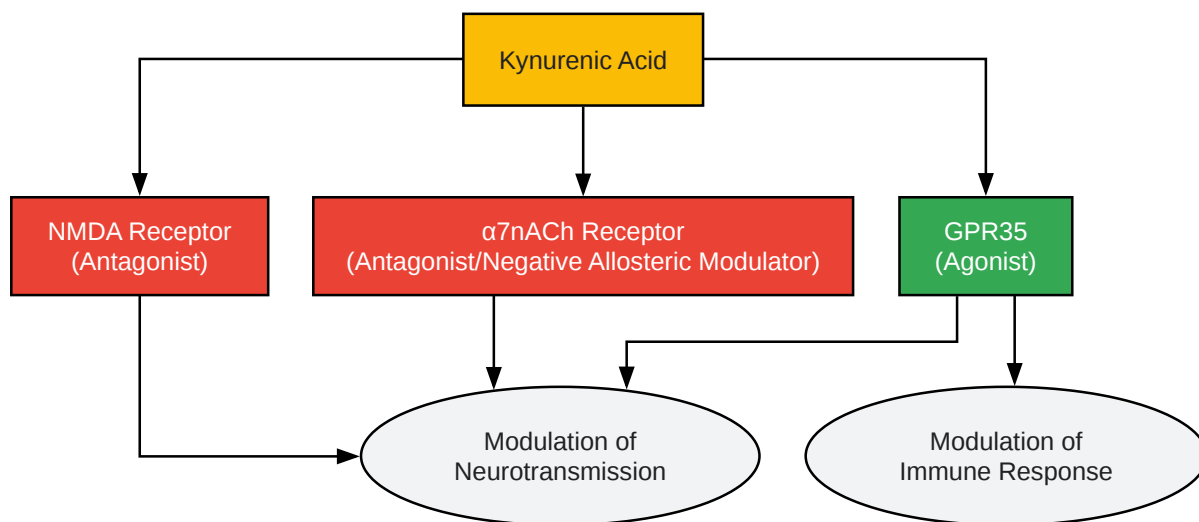 Kynurenic Acid
NMDA Receptor
(Antagonist)
α7nACh Receptor
(Antagonist/Negative Allosteric Modulator)
GPR35
(Agonist)
Modulation of
Neurotransmission
Modulation of
Immune Response